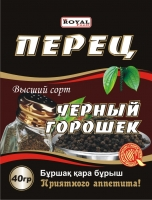 ROYAL
ПЕРЕЦ
Высший сорт
ЧЕРНЫЙ
ГОРОШЕК
40гр
Бұршақ қара бұрыш
Приятного аппетита!